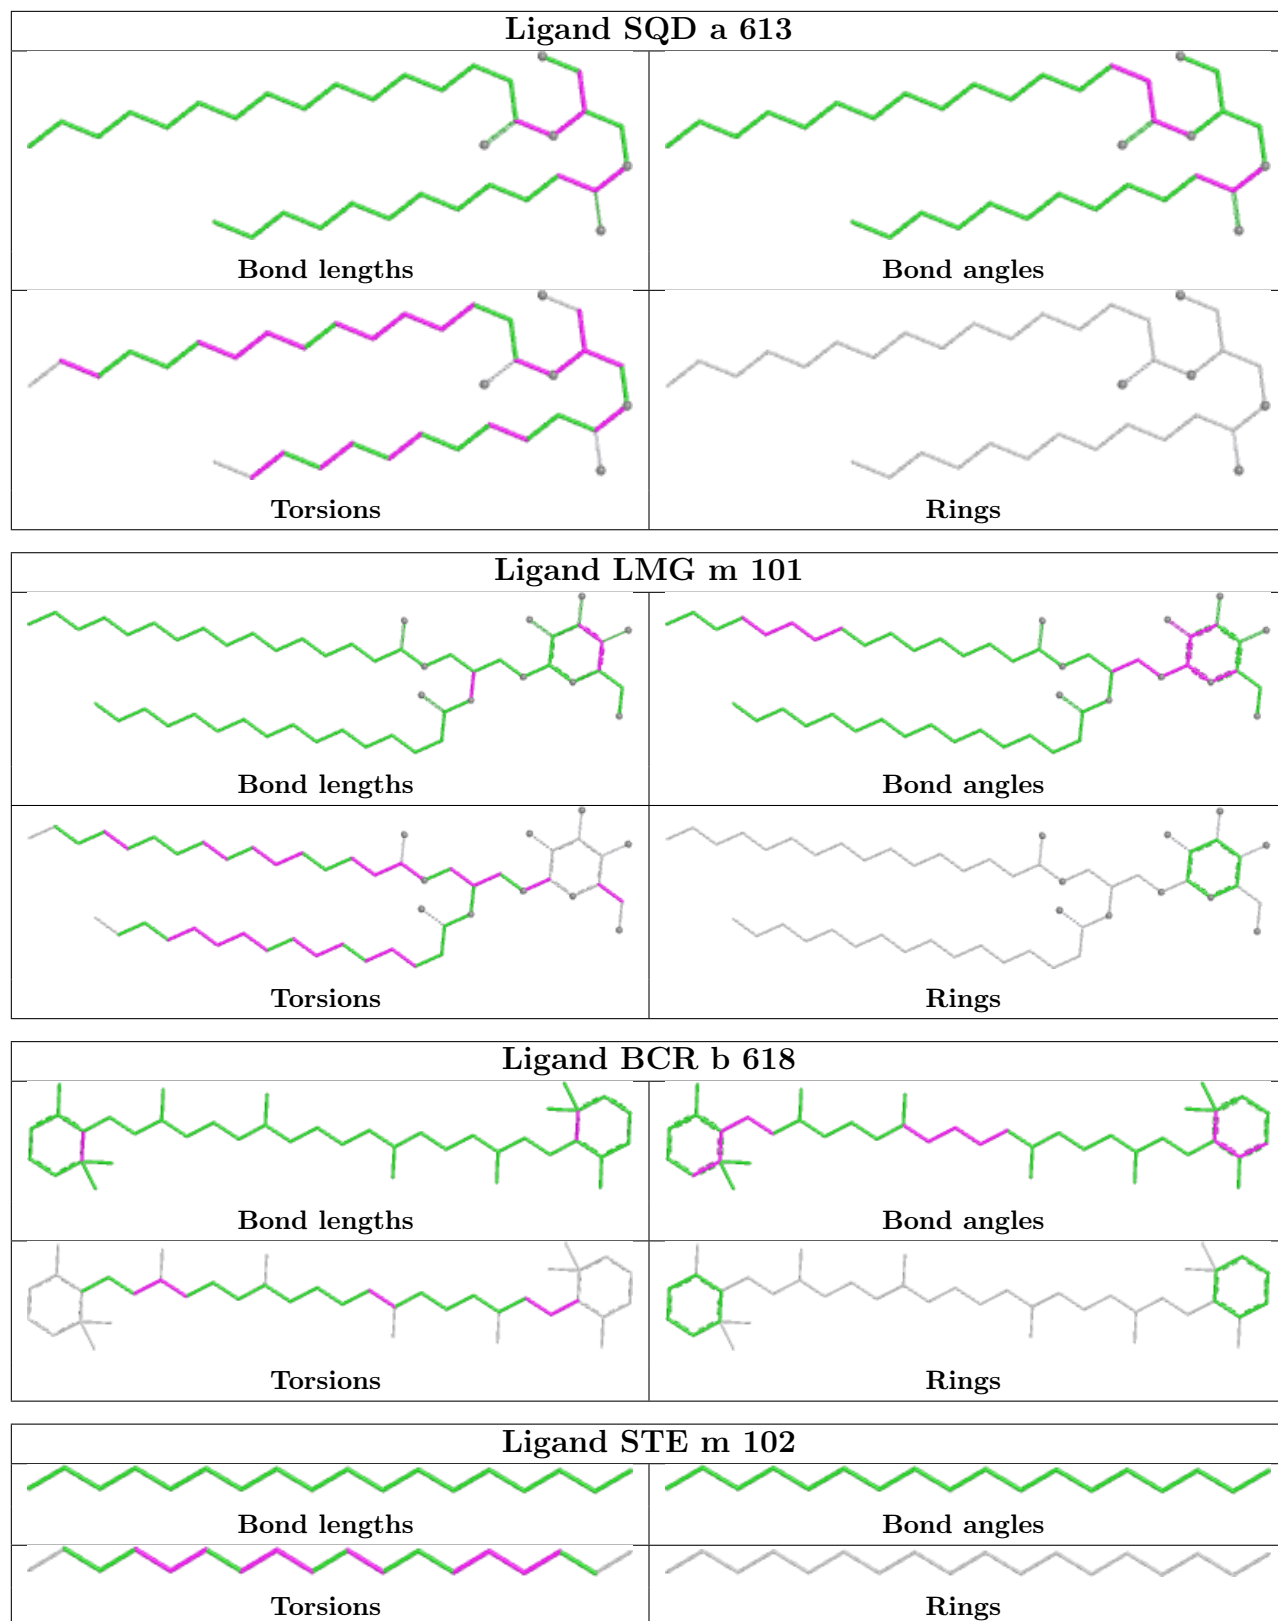 Ligand SQD a 613
Bond lengths
Bond angles
Torsions
Rings
Ligand LMG m 101
Bond lengths
Bond angles
Torsions
Rings
Ligand BCR b 618
Bond lengths
Bond angles
Torsions
Rings
Ligand STE m 102
Bond lengths
Bond angles
Torsions
Rings